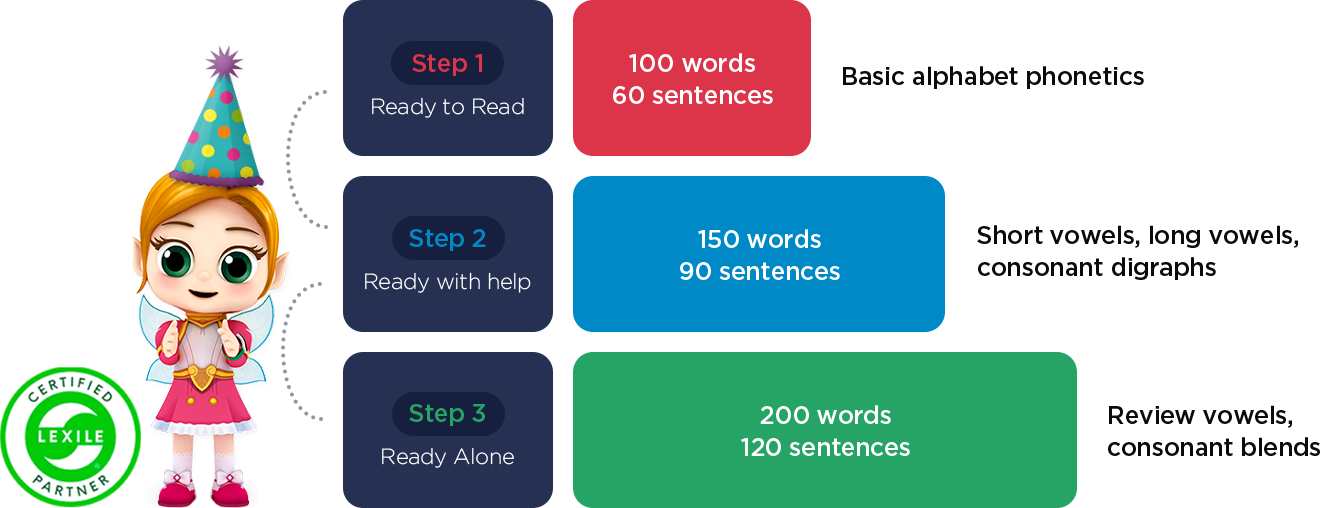 Step 1
Ready to Read
100 words
60 sentences
Basic alphabet phonetics
Step 2
Ready with help
150 words
90 sentences
Short vowels, long vowels,
consonant digraphs
Step 3
Ready Alone
200 words
120 sentences
Review vowels,
consonant blends
CERTIFIED
LEXILE
®
PARTNER